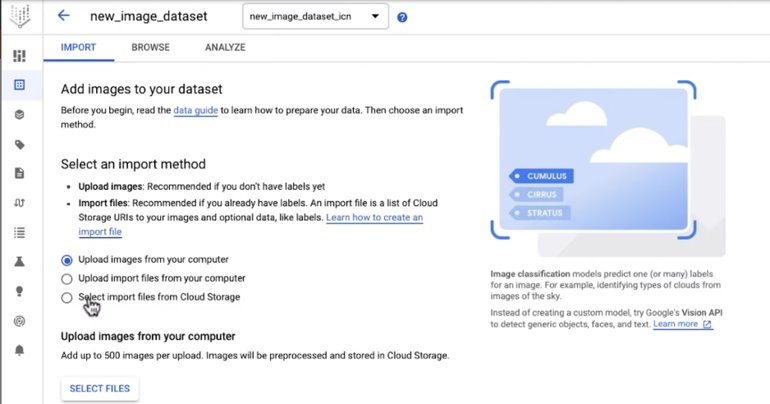 new_image_dataset
new_image_dataset_icn
IMPORT
BROWSE
ANALYZE
Add images to your dataset
Before you begin, read the data guide to learn how to prepare your data. Then choose an import
method.
Select an import method
• Upload images: Recommended if you don't have labels yet
• Import files: Recommended if you already have labels. An import file is a list of Cloud
Storage URIs to your images and optional data, like labels. Learn how to create an
import file
Upload images from your computer
Upload import files from your computer
Select import files from Cloud Storage
Upload images from your computer
Add up to 500 images per upload. Images will be preprocessed and stored in Cloud Storage.
SELECT FILES
CUMULUS
CIRRUS
STRATUS
Image classification models predict one (or many) labels
for an image. For example, identifying types of clouds from
images of the sky.
Instead of creating a custom model, try Google's Vision API
to detect generic objects, faces, and text. Learn more